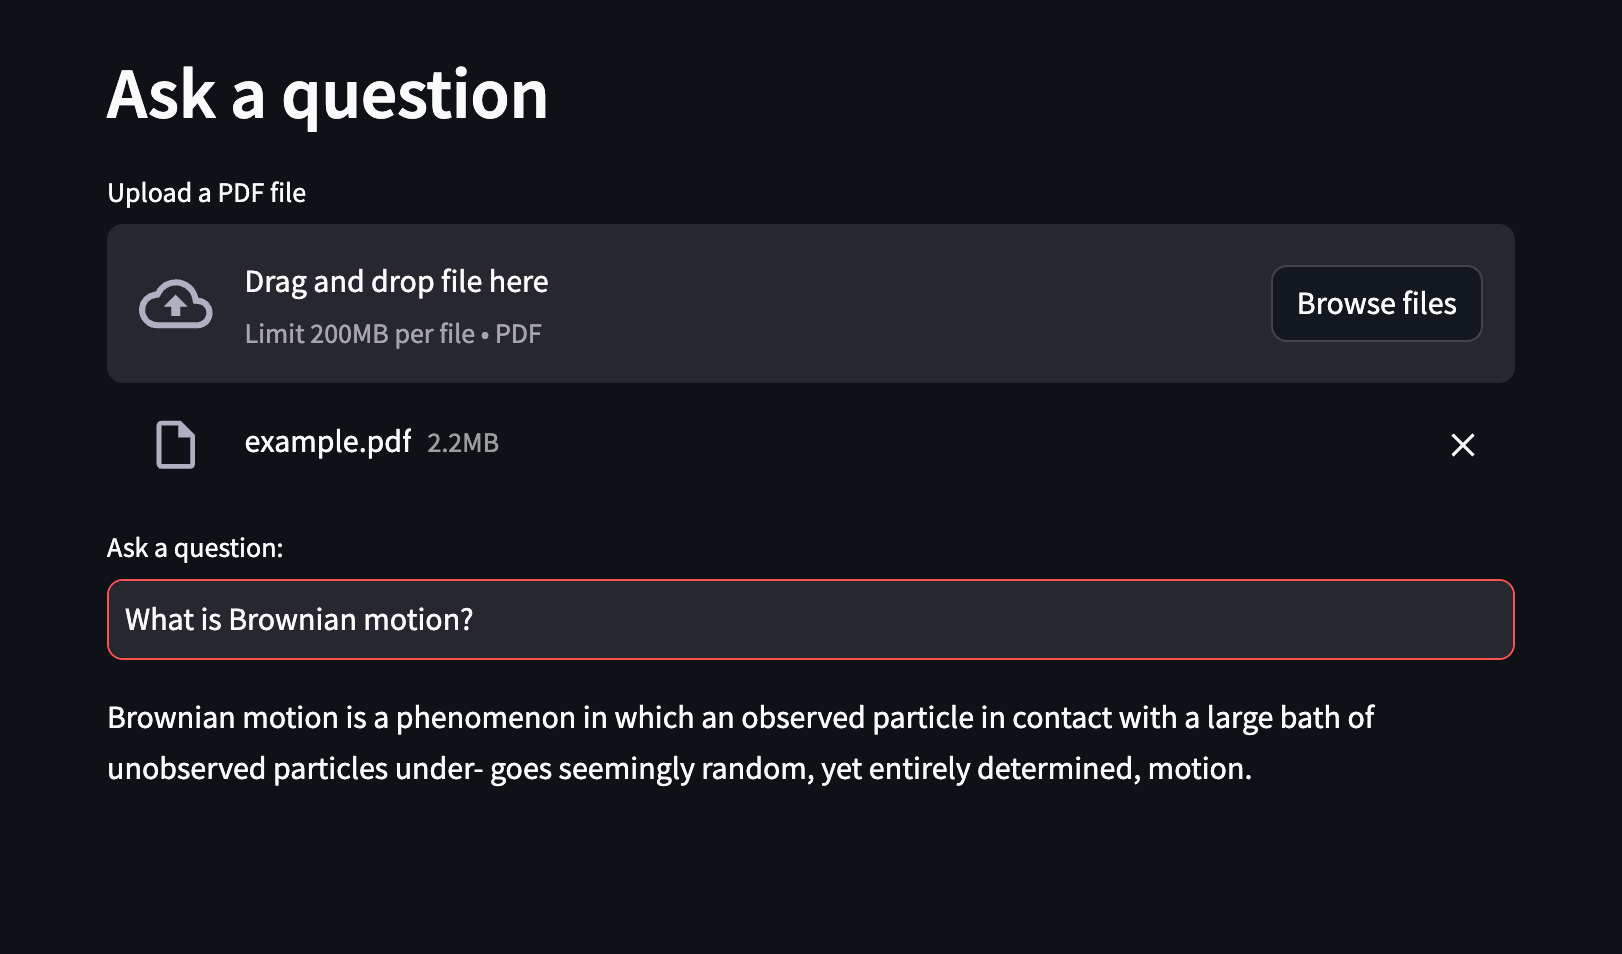 Ask a question
Upload a PDF file
Drag and drop file here
Limit 200MB per file • PDF
Browse files
example.pdf 2.2MB
Ask a question:
What is Brownian motion?
Brownian motion is a phenomenon in which an observed particle in contact with a large bath of
unobserved particles under- goes seemingly random, yet entirely determined, motion.